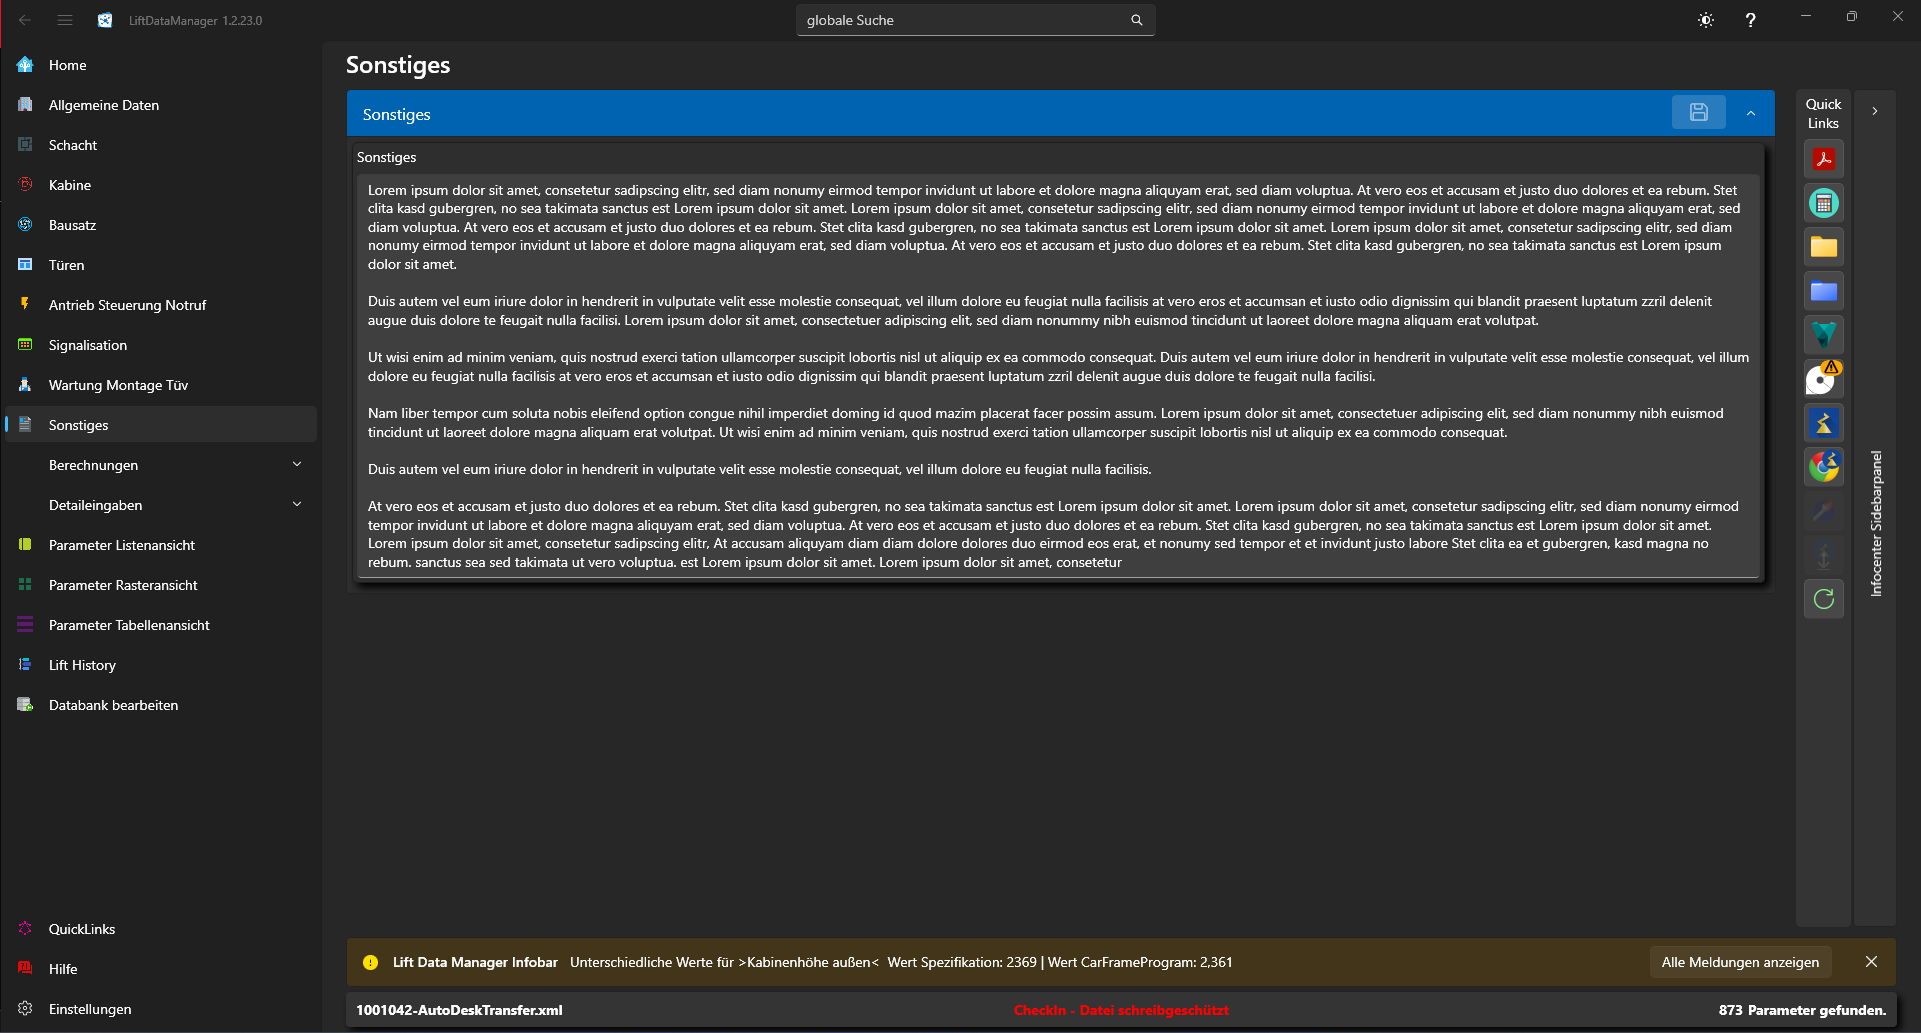 LiftDataManager 1.2.23.0
globale Suche
?
Home
Allgemeine Daten
Schacht
Kabine
Bausatz
Türen
Antrieb Steuerung Notruf
Signalisation
Wartung Montage Tüv
Sonstiges
Berechnungen
Detaileingaben
Parameter Listenansicht
Parameter Rasteransicht
Parameter Tabellenansicht
Lift History
Databank bearbeiten
QuickLinks
Hilfe
Einstellungen
Sonstiges
Sonstiges
Sonstiges
Lorem ipsum dolor sit amet, consetetur sadipscing elitr, sed diam nonumy eirmod tempor invidunt ut labore et dolore magna aliquyam erat, sed diam voluptua. At vero eos et accusam et justo duo dolores et ea rebum. Stet
clita kasd gubergren, no sea takimata sanctus est Lorem ipsum dolor sit amet. Lorem ipsum dolor sit amet, consetetur sadipscing elitr, sed diam nonumy eirmod tempor invidunt ut labore et dolore magna aliquyam erat, sed
diam voluptua. At vero eos et accusam et justo duo dolores et ea rebum. Stet clita kasd gubergren, no sea takimata sanctus est Lorem ipsum dolor sit amet. Lorem ipsum dolor sit amet, consetetur sadipscing elitr, sed diam
nonumy eirmod tempor invidunt ut labore et dolore magna aliquyam erat, sed diam voluptua. At vero eos et accusam et justo duo dolores et ea rebum. Stet clita kasd gubergren, no sea takimata sanctus est Lorem ipsum
dolor sit amet.
Duis autem vel eum iriure dolor in hendrerit in vulputate velit esse molestie consequat, vel illum dolore eu feugiat nulla facilisis at vero eros et accumsan et iusto odio dignissim qui blandit praesent luptatum zzril delenit
augue duis dolore te feugait nulla facilisi. Lorem ipsum dolor sit amet, consectetuer adipiscing elit, sed diam nonummy nibh euismod tincidunt ut laoreet dolore magna aliquam erat volutpat.
Ut wisi enim ad minim veniam, quis nostrud exerci tation ullamcorper suscipit lobortis nisl ut aliquip ex ea commodo consequat. Duis autem vel eum iriure dolor in hendrerit in vulputate velit esse molestie consequat, vel illum
dolore eu feugiat nulla facilisis at vero eros et accumsan et iusto odio dignissim qui blandit praesent luptatum zzril delenit augue duis dolore te feugait nulla facilisi.
Nam liber tempor cum soluta nobis eleifend option congue nihil imperdiet doming id quod mazim placerat facer possim assum. Lorem ipsum dolor sit amet, consectetuer adipiscing elit, sed diam nonummy nibh euismod
tincidunt ut laoreet dolore magna aliquam erat volutpat. Ut wisi enim ad minim veniam, quis nostrud exerci tation ullamcorper suscipit lobortis nisl ut aliquip ex ea commodo consequat.
Duis autem vel eum iriure dolor in hendrerit in vulputate velit esse molestie consequat, vel illum dolore eu feugiat nulla facilisis.
At vero eos et accusam et justo duo dolores et ea rebum. Stet clita kasd gubergren, no sea takimata sanctus est Lorem ipsum dolor sit amet. Lorem ipsum dolor sit amet, consetetur sadipscing elitr, sed diam nonumy eirmod
tempor invidunt ut labore et dolore magna aliquyam erat, sed diam voluptua. At vero eos et accusam et justo duo dolores et ea rebum. Stet clita kasd gubergren, no sea takimata sanctus est Lorem ipsum dolor sit amet.
Lorem ipsum dolor sit amet, consetetur sadipscing elitr, At accusam aliquyam diam diam dolore dolores duo eirmod eos erat, et nonumy sed tempor et et invidunt justo labore Stet clita ea et gubergren, kasd magna no
rebum. sanctus sea sed takimata ut vero voluptua. est Lorem ipsum dolor sit amet. Lorem ipsum dolor sit amet, consetetur
Quick
Links
Infocenter Sidebarpanel
Lift Data Manager Infobar Unterschiedliche Werte für >Kabinenhöhe außen< Wert Spezifikation: 2369 | Wert CarFrameProgram: 2,361
Alle Meldungen anzeigen
1001042-AutoDeskTransfer.xml
CheckIn - Datei schreibgeschützt
873 Parameter gefunden.